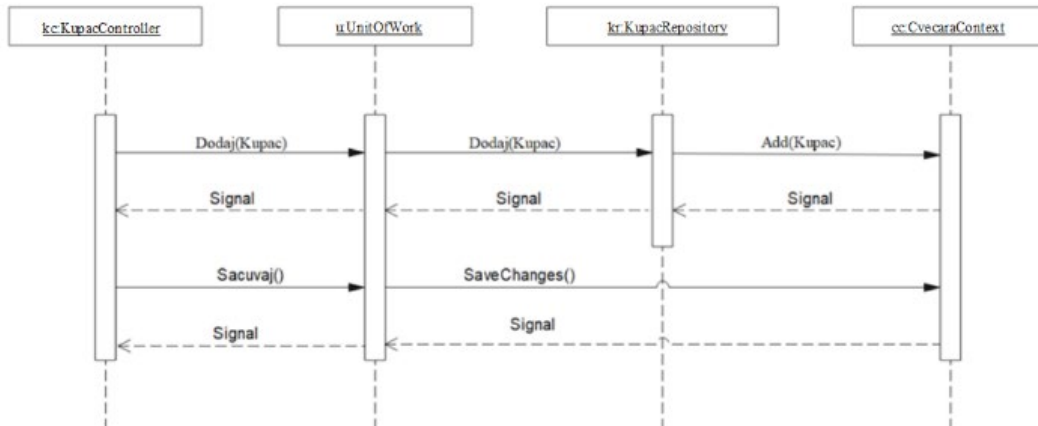 kc:KupacController
u:UnitOfWork
kr:KupacRepository
cc:CvecaraContext
Dodaj(Kupac)
Dodaj(Kupac)
Add(Kupac)
Signal
Signal
Signal
Sacuvaj()
SaveChanges()
Signal
Signal